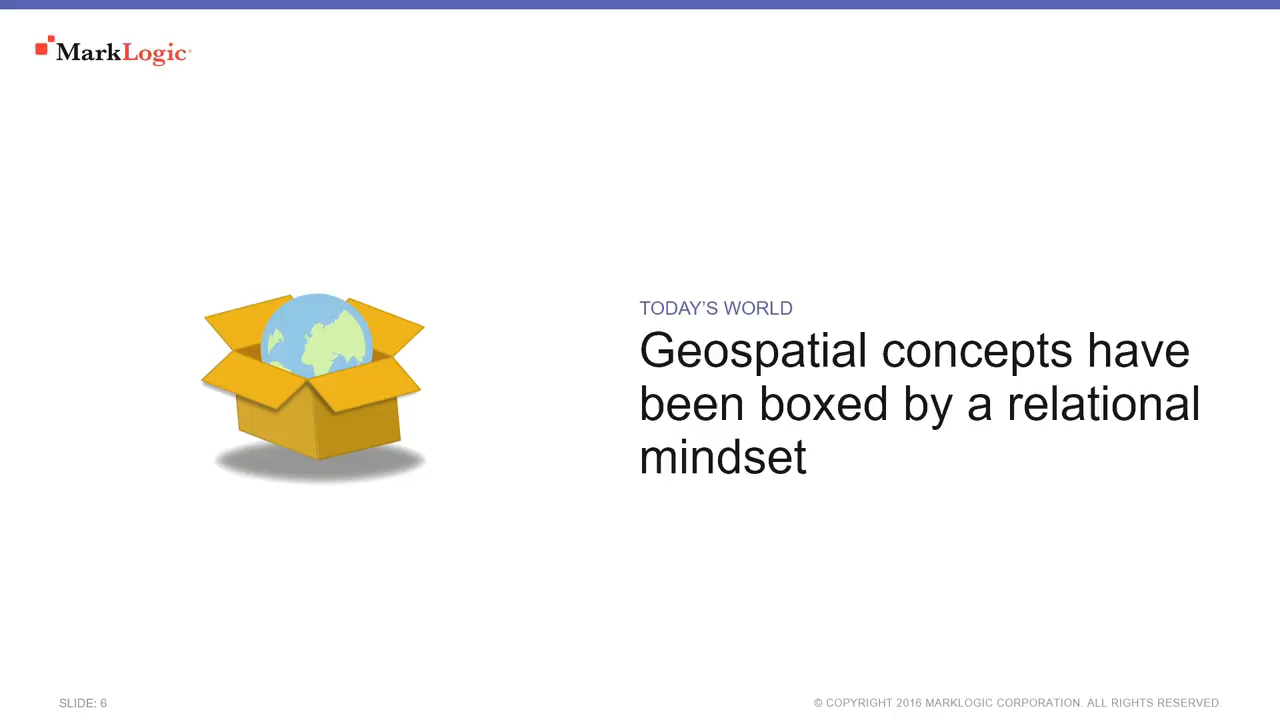 MarkLogic
TODAY’S WORLD
Geospatial concepts have
been boxed by a relational
mindset
SLIDE: 6
© COPYRIGHT 2016 MARKLOGIC CORPORATION. ALL RIGHTS RESERVED.